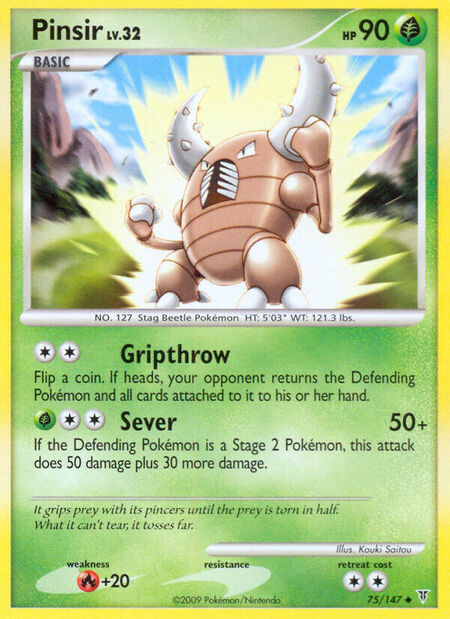 Pinsir LV.32 HP 90
BASIC
NO. 127 Stag Beetle Pokémon HT: 5'03" WT: 121.3 lbs.
Gripthrow
Flip a coin. If heads, your opponent returns the Defending
Pokémon and all cards attached to it to his or her hand.
Sever 50+
If the Defending Pokémon is a Stage 2 Pokémon, this attack
does 50 damage plus 30 more damage.
It grips prey with its pincers until the prey is torn in half.
What it can't tear, it tosses far.
Illus. Kouki Saitou
weakness resistance retreat cost
+20
©2009 Pokémon/Nintendo 75/147